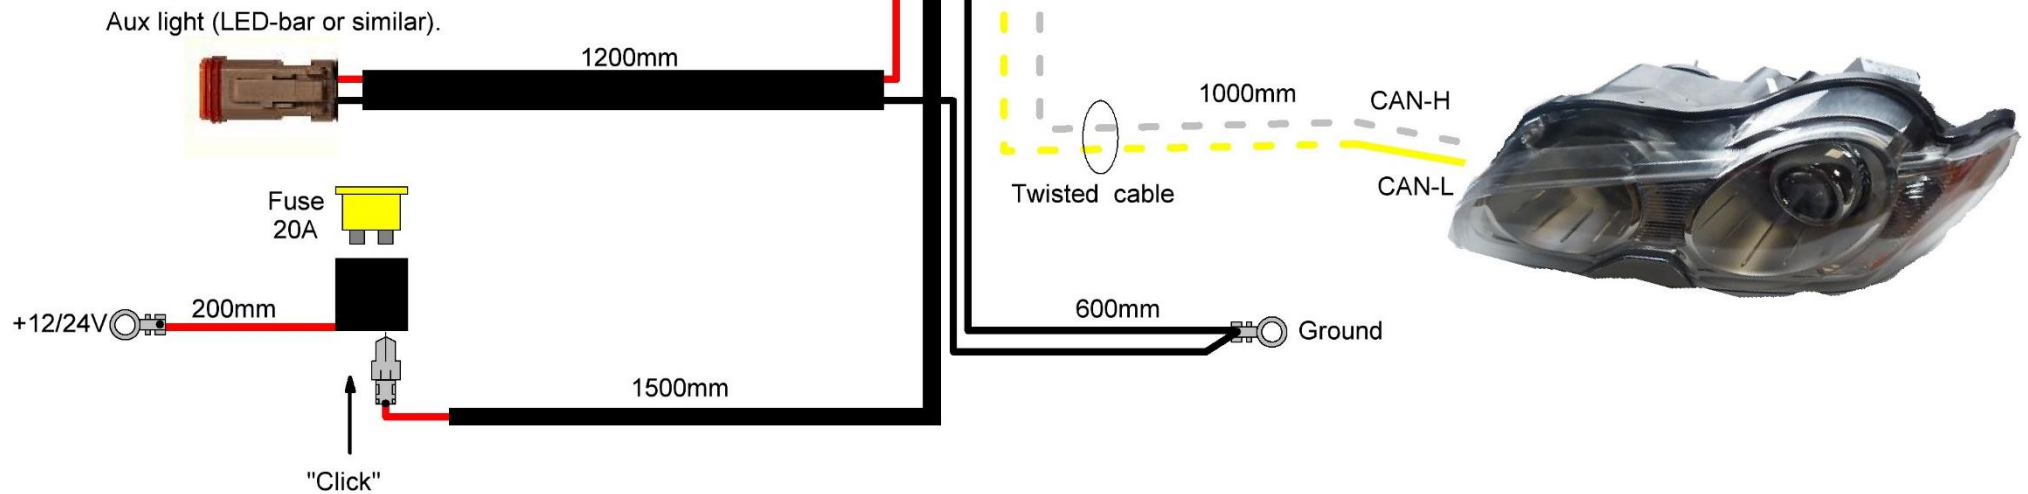 Aux light (LED-bar or similar).
1200mm
1000mm
CAN-H
CAN-L
Twisted cable
Fuse
20A
+12/24V
200mm
600mm
Ground
1500mm
"Click"